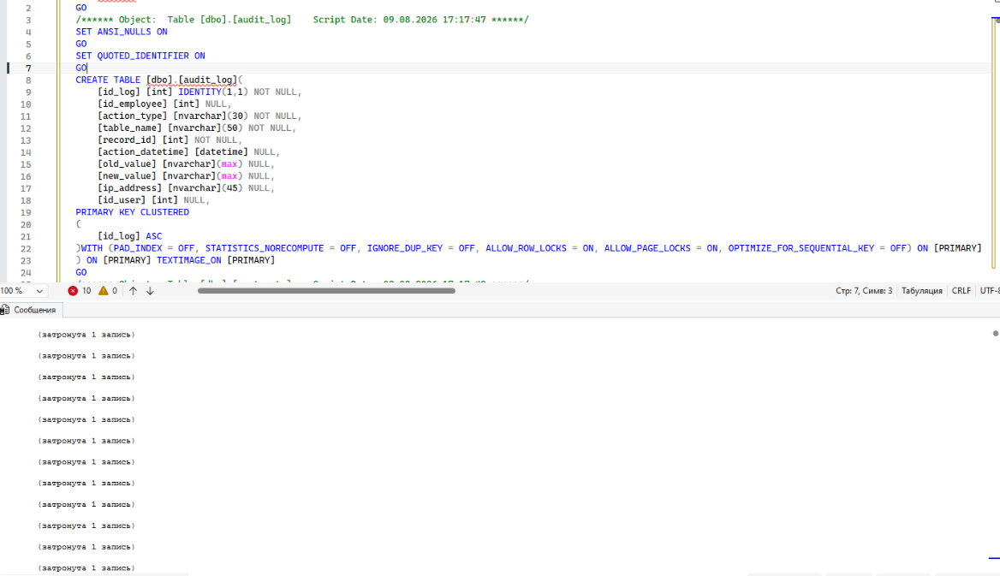 2 GO
3 /****** Object:  Table [dbo].[audit_log]    Script Date: 09.08.2026 17:17:47 ******/
4 SET ANSI_NULLS ON
5 GO
6 SET QUOTED_IDENTIFIER ON
7 GO
8 CREATE TABLE [dbo].[audit_log](
9 [id_log] [int] IDENTITY(1,1) NOT NULL,
10 [id_employee] [int] NULL,
11 [action_type] [nvarchar](30) NOT NULL,
12 [table_name] [nvarchar](50) NOT NULL,
13 [record_id] [int] NOT NULL,
14 [action_datetime] [datetime] NULL,
15 [old_value] [nvarchar](max) NULL,
16 [new_value] [nvarchar](max) NULL,
17 [ip_address] [nvarchar](45) NULL,
18 [id_user] [int] NULL,
19 PRIMARY KEY CLUSTERED
20 (
21 [id_log] ASC
22 )WITH (PAD_INDEX = OFF, STATISTICS_NORECOMPUTE = OFF, IGNORE_DUP_KEY = OFF, ALLOW_ROW_LOCKS = ON, ALLOW_PAGE_LOCKS = ON, OPTIMIZE_FOR_SEQUENTIAL_KEY = OFF) ON [PRIMARY]
23 ) ON [PRIMARY] TEXTIMAGE_ON [PRIMARY]
24 GO
100 % 10 0 Стр: 7, Симв: 3 Табуляция CRLF UTF-8
Сообщения
(затронута 1 запись)
(затронута 1 запись)
(затронута 1 запись)
(затронута 1 запись)
(затронута 1 запись)
(затронута 1 запись)
(затронута 1 запись)
(затронута 1 запись)
(затронута 1 запись)
(затронута 1 запись)
(затронута 1 запись)
(затронута 1 запись)